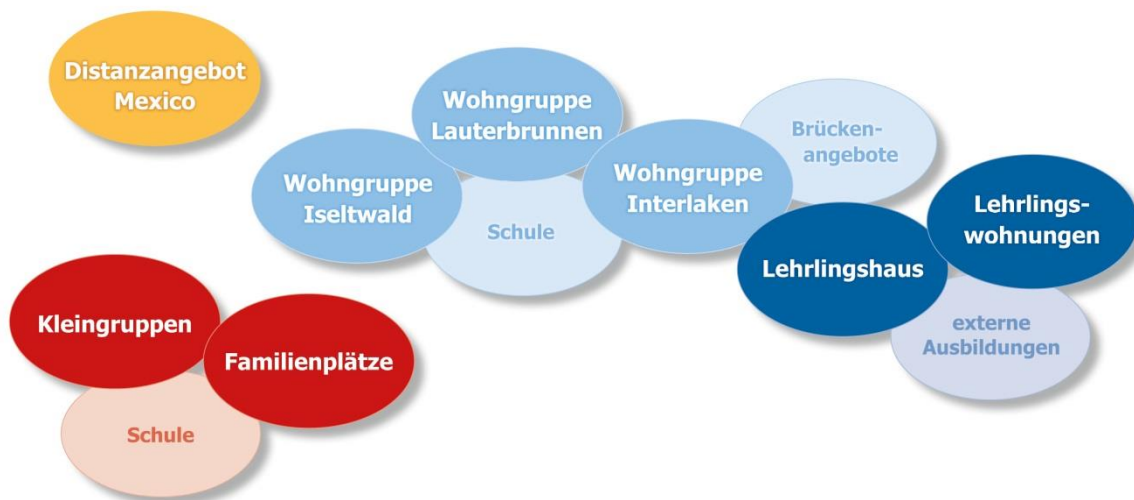 Distanzangebot
Mexico
Wohngruppe
Lauterbrunnen
Wohngruppe
Iseltwald
Schule
Wohngruppe
Interlaken
Brücken-
angebote
Lehrlingshaus
Lehrlings-
wohnungen
externe
Ausbildungen
Kleingruppen
Familienplätze
Schule